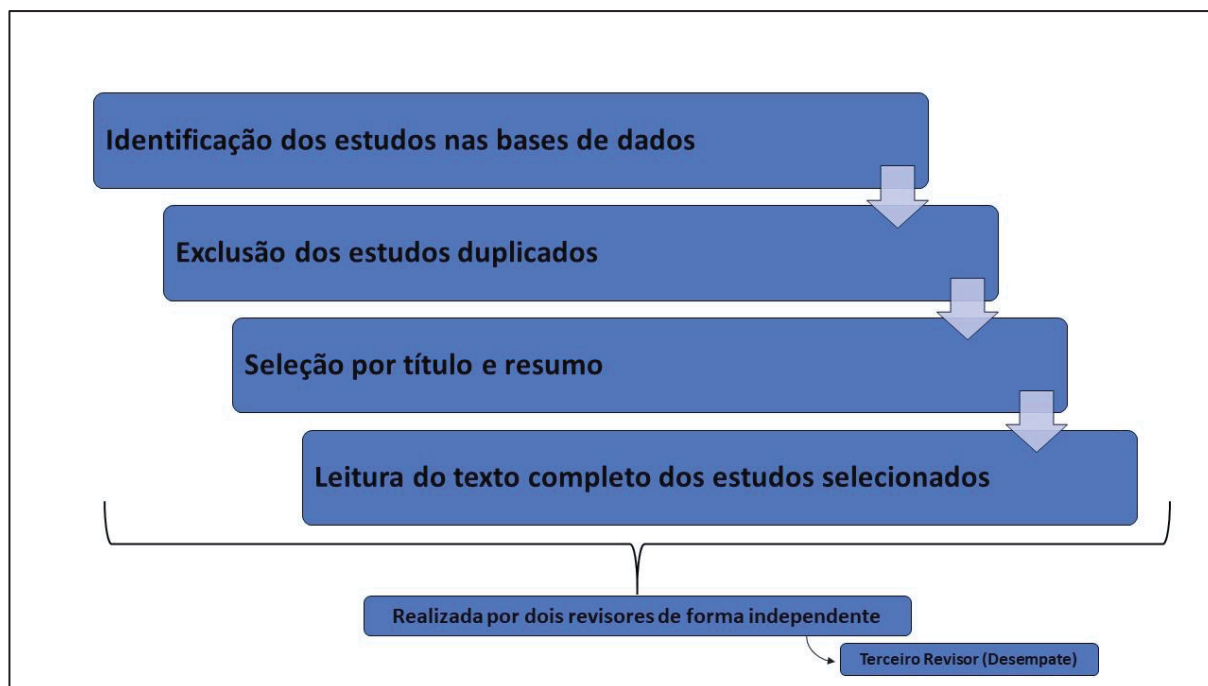 Identificação dos estudos nas bases de dados
Exclusão dos estudos duplicados
Seleção por título e resumo
Leitura do texto completo dos estudos selecionados
Realizada por dois revisores de forma independente
Terceiro Revisor (Desempate)